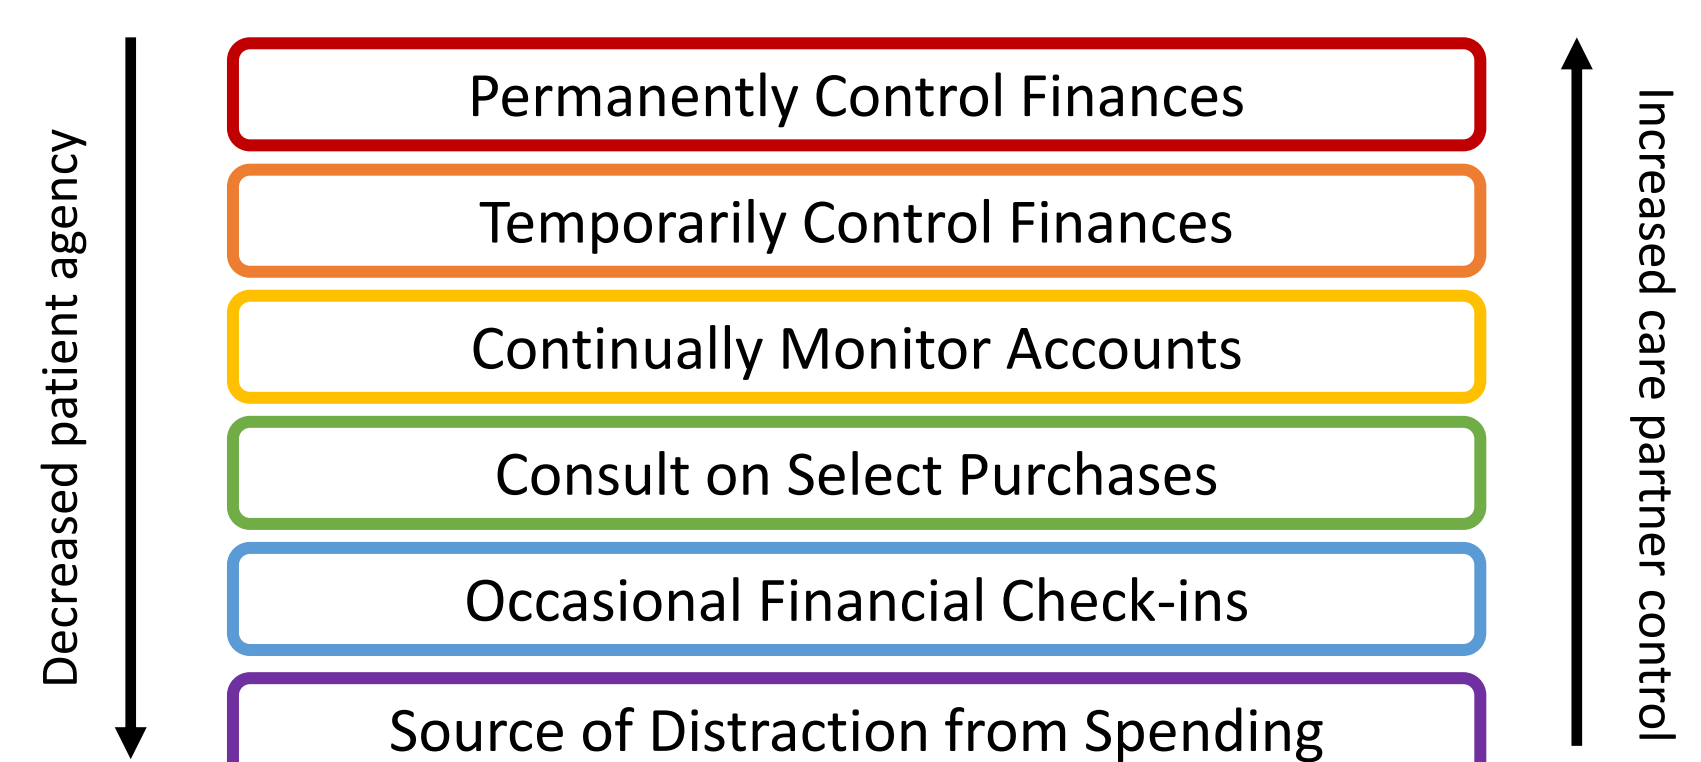 Decreased patient agency
Permanently Control Finances
Temporarily Control Finances
Continually Monitor Accounts
Consult on Select Purchases
Occasional Financial Check-ins
Source of Distraction from Spending
Increased care partner control